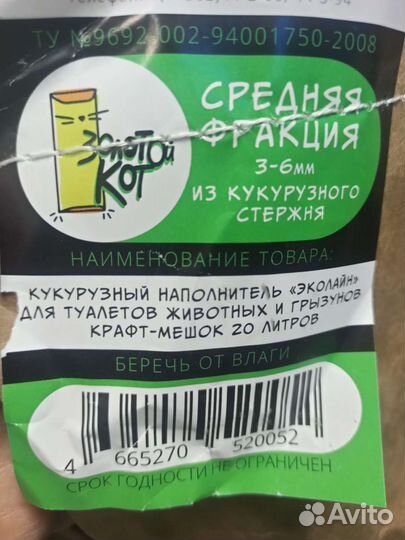 ТУ №9692-002-94001750-2008
ЗОЛОТОЙ
КОТ
СРЕДНЯЯ
ФРАКЦИЯ
3-6мм
ИЗ КУКУРУЗНОГО
СТЕРЖНЯ
НАИМЕНОВАНИЕ ТОВАРА:
КУКУРУЗНЫЙ НАПОЛНИТЕЛЬ «ЭКОЛАЙН»
ДЛЯ ТУАЛЕТОВ ЖИВОТНЫХ И ГРЫЗУНОВ
КРАФТ-МЕШОК 20 ЛИТРОВ
БЕРЕЧЬ ОТ ВЛАГИ
4 665270 520052
СРОК ГОДНОСТИ НЕ ОГРАНИЧЕН
Avito